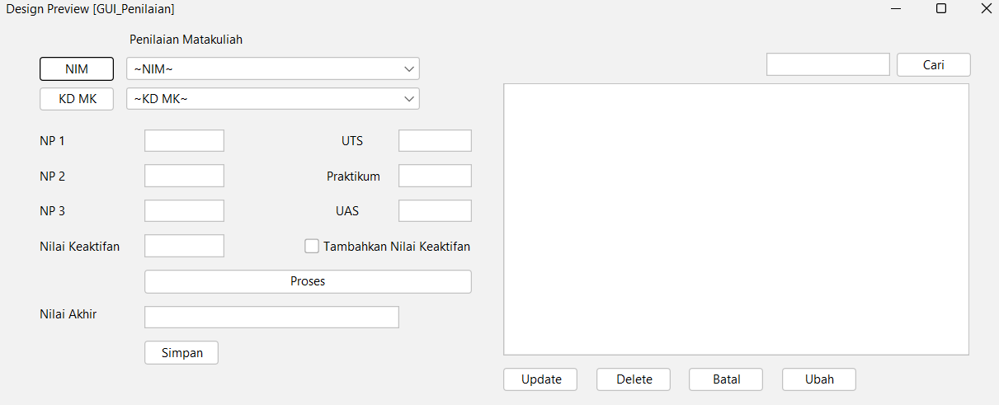 Design Preview [GUI_Penilaian]
Penilaian Matakuliah
NIM ~NIM~
Cari
KD MK ~KD MK~
NP 1 UTS
NP 2 Praktikum
NP 3 UAS
Nilai Keaktifan Tambahkan Nilai Keaktifan
Proses
Nilai Akhir
Simpan
Update Delete Batal Ubah